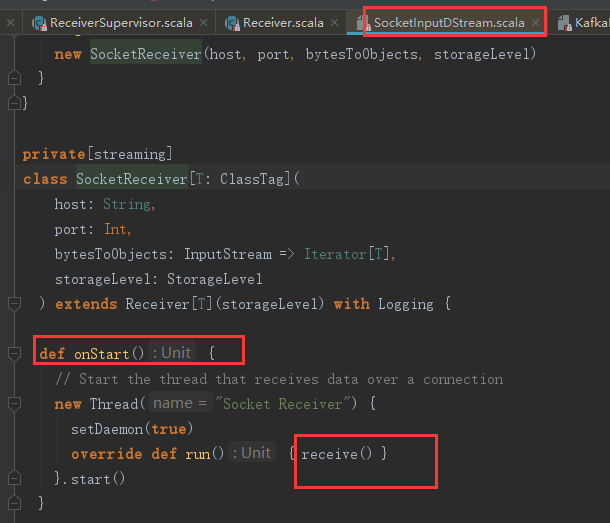 ReceiverSupervisor.scala × Receiver.scala × SocketInputDStream.scala ×
new SocketReceiver(host, port, bytesToObjects, storageLevel)
}
}
private[streaming]
class SocketReceiver[T: ClassTag](
host: String,
port: Int,
bytesToObjects: InputStream => Iterator[T],
storageLevel: StorageLevel
) extends Receiver[T](storageLevel) with Logging {
def onStart() : Unit {
// Start the thread that receives data over a connection
new Thread( name = "Socket Receiver") {
setDaemon(true)
override def run() : Unit { receive() }
}.start()
}